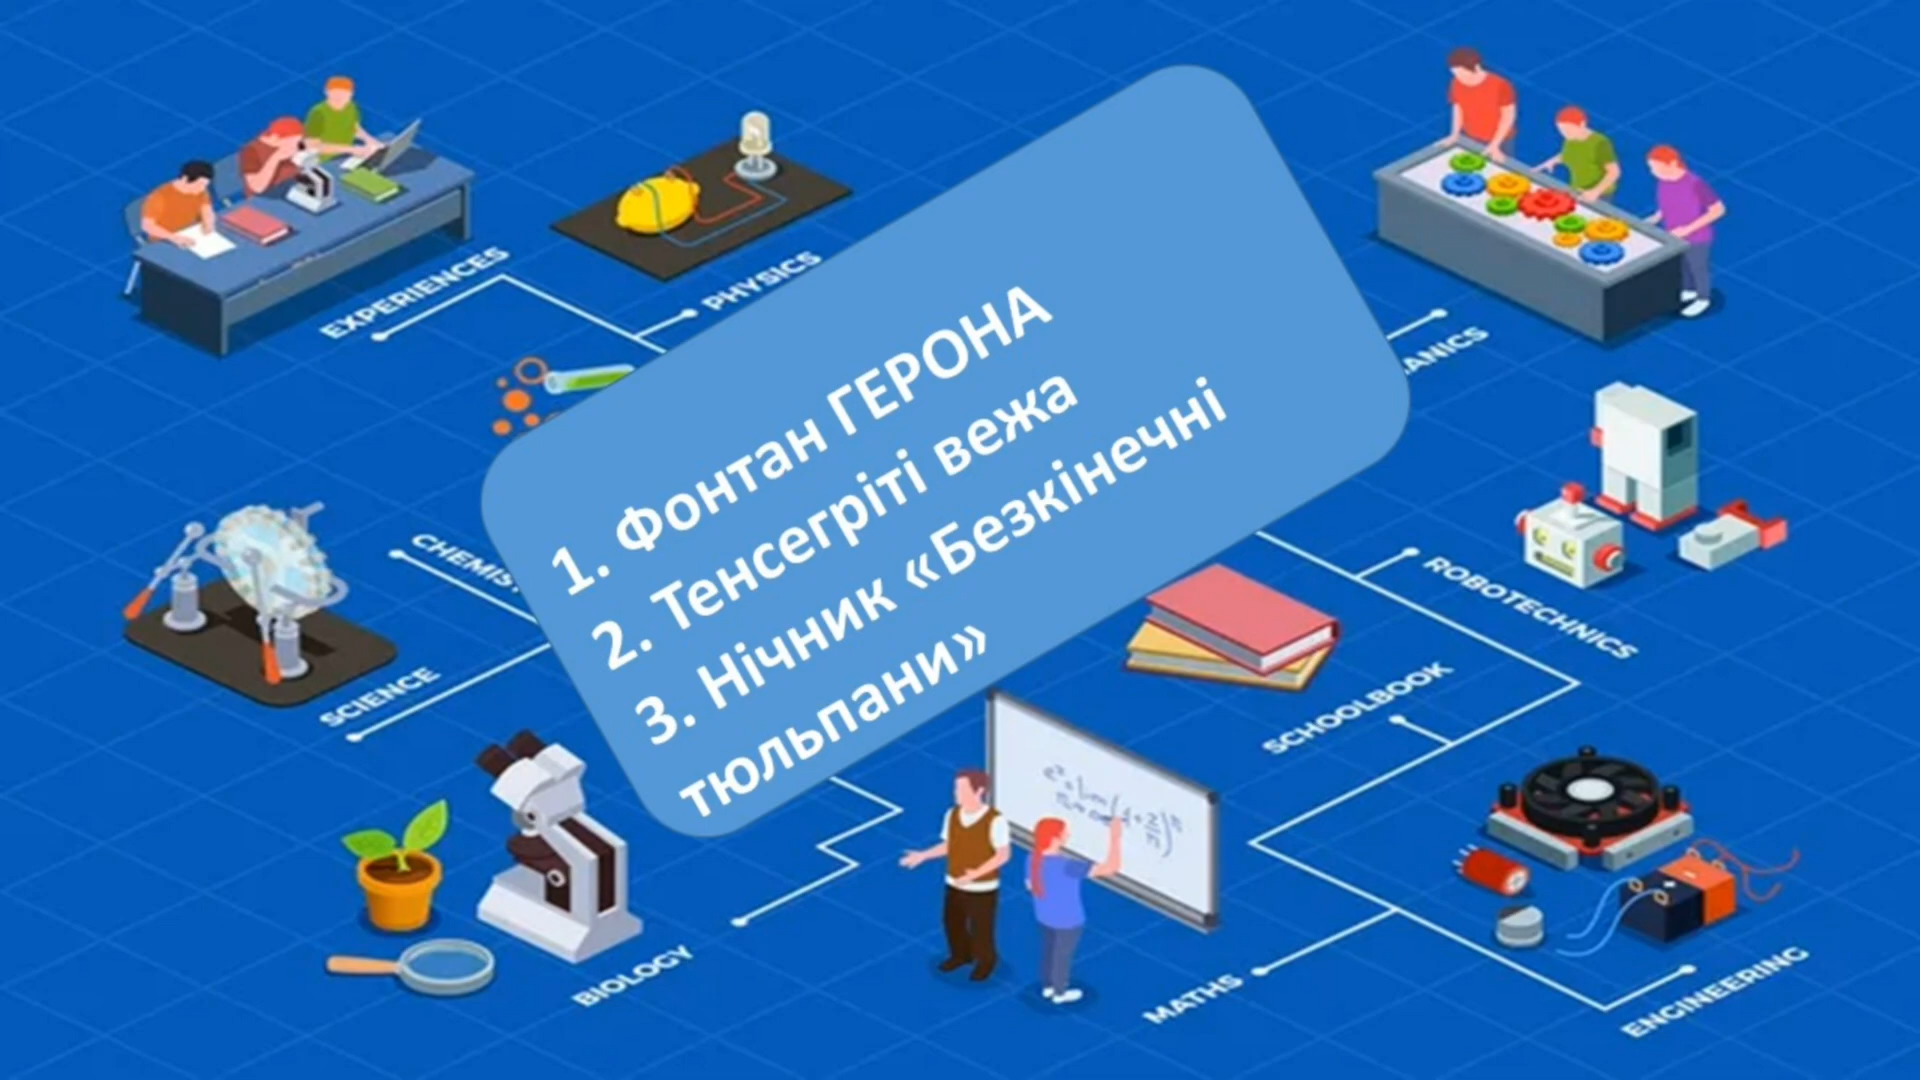 EXPERIENCES
PHYSICS
1. Фонтан ГЕРОНА
2. Тенсегріті вежа
3. Нічник «Безкінечні
тюльпани»
ROBOTECHNICS
SCIENCE
SCHOOLBOOK
BIOLOGY
MATHS
ENGINEERING